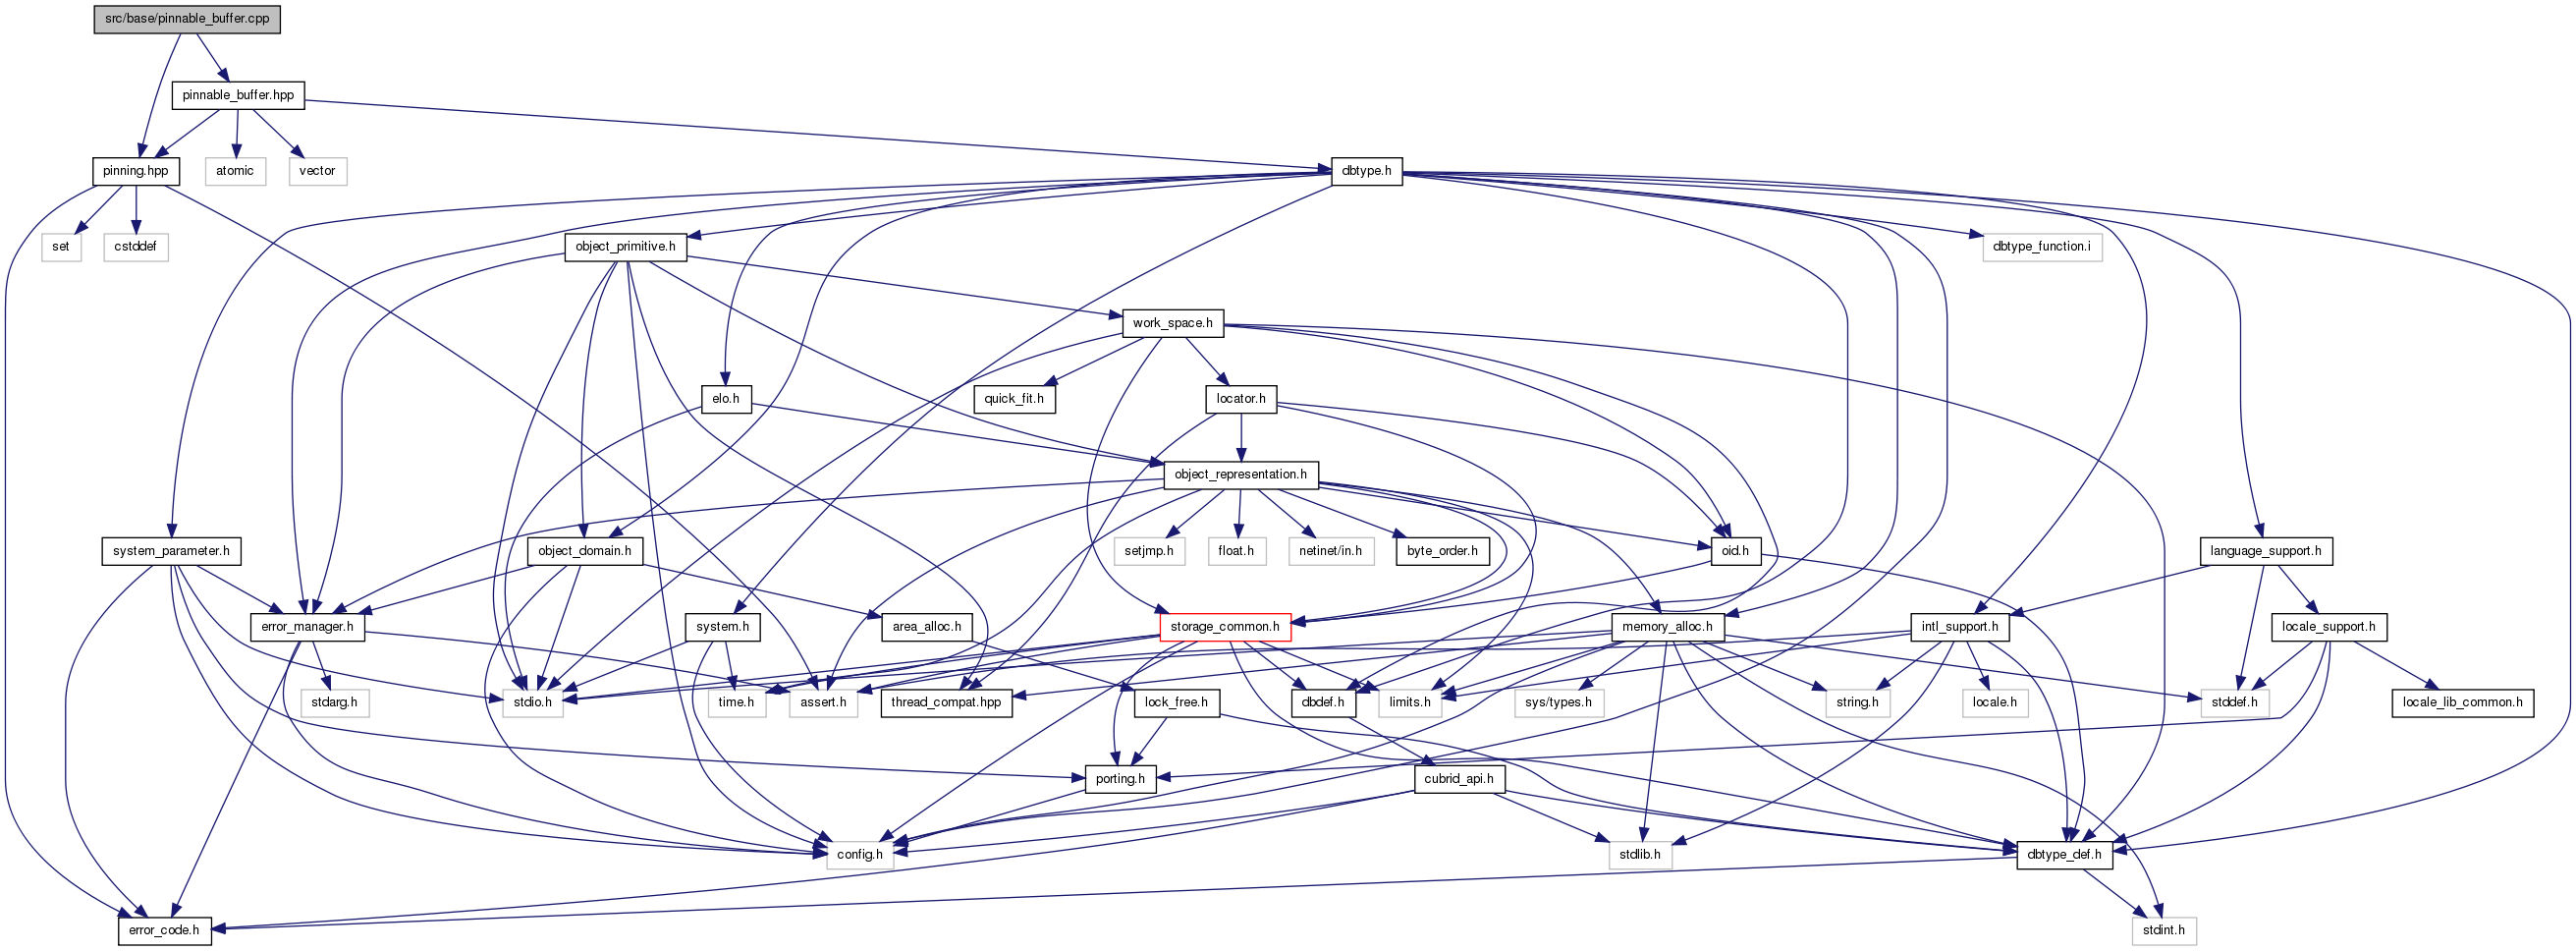 src/base/pinnable_buffer.cpp
pinnable_buffer.hpp
pinning.hpp
atomic
vector
dbtype.h
set
cstddef
object_primitive.h
dbtype_function.i
work_space.h
elo.h
quick_fit.h
locator.h
object_representation.h
system_parameter.h
object_domain.h
setjmp.h
float.h
netinet/in.h
byte_order.h
oid.h
language_support.h
error_manager.h
system.h
area_alloc.h
storage_common.h
memory_alloc.h
intl_support.h
locale_support.h
stdarg.h
stdio.h
time.h
assert.h
thread_compat.hpp
lock_free.h
dbdef.h
limits.h
sys/types.h
string.h
locale.h
stddef.h
locale_lib_common.h
porting.h
cubrid_api.h
config.h
stdlib.h
dbtype_def.h
error_code.h
stdint.h